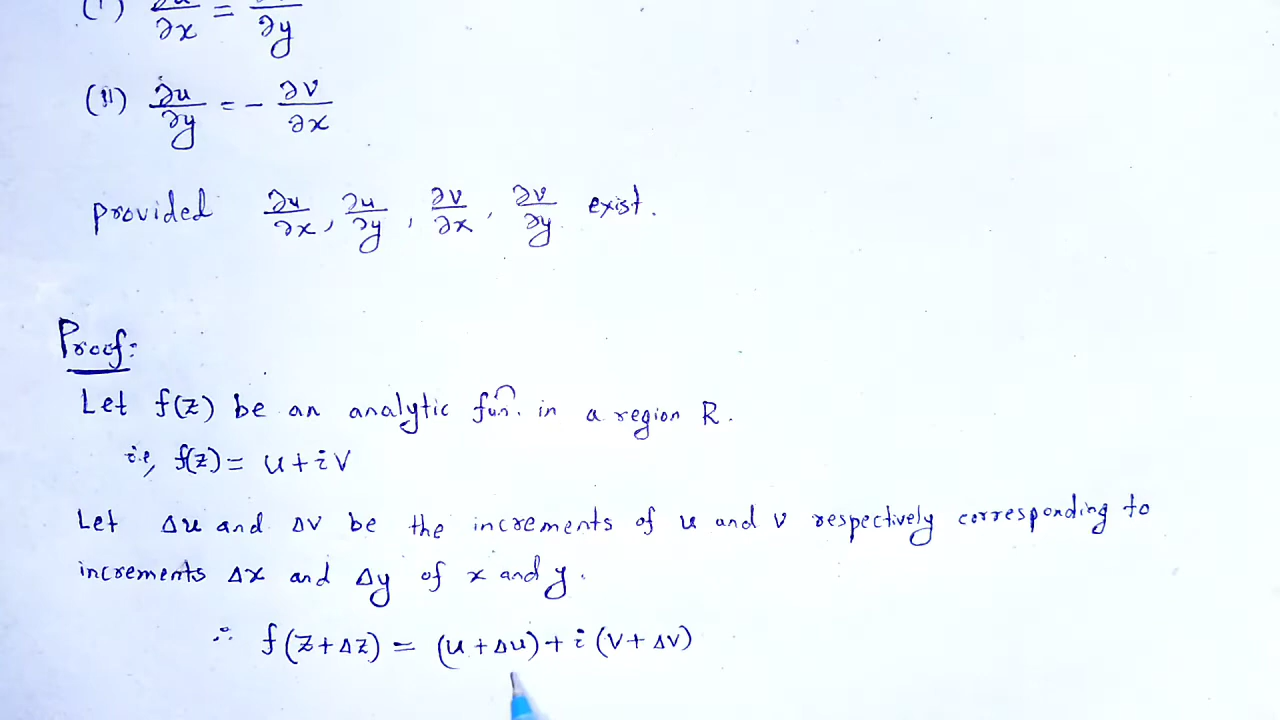 (I) ∂u/∂x = ∂/∂y
(II) ∂u/∂y = - ∂v/∂x
provided ∂u/∂x, ∂u/∂y, ∂v/∂x, ∂v/∂y exist.
Proof:
Let f(z) be an analytic fun. in a region R.
i.e, f(z) = u+iv
Let Δu and Δv be the increments of u and v respectively corresponding to
increments Δx and Δy of x and y.
∴ f(z+Δz) = (u+Δu)+i(v+Δv)